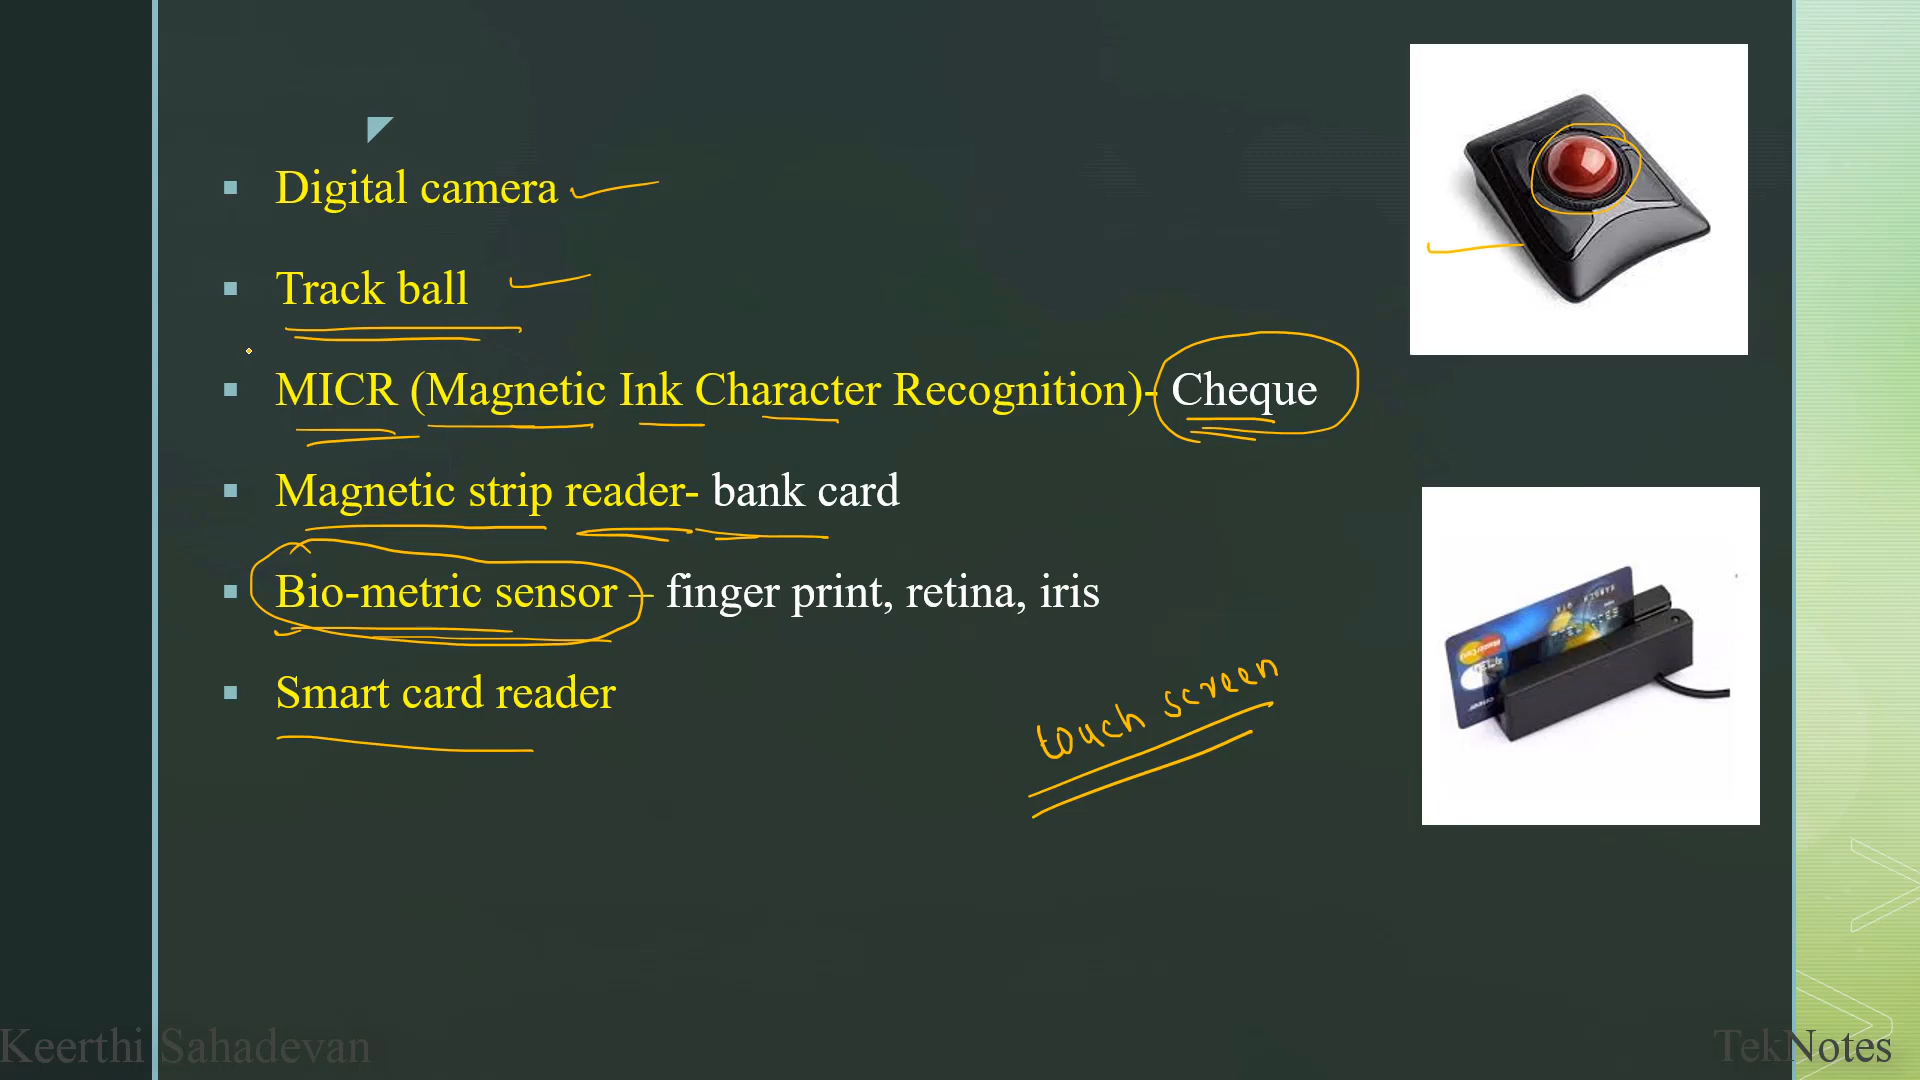 Digital camera
Track ball
MICR (Magnetic Ink Character Recognition)- Cheque
Magnetic strip reader- bank card
Bio-metric sensor – finger print, retina, iris
Smart card reader
touch screen
Keerthi Sahadevan
TekNotes